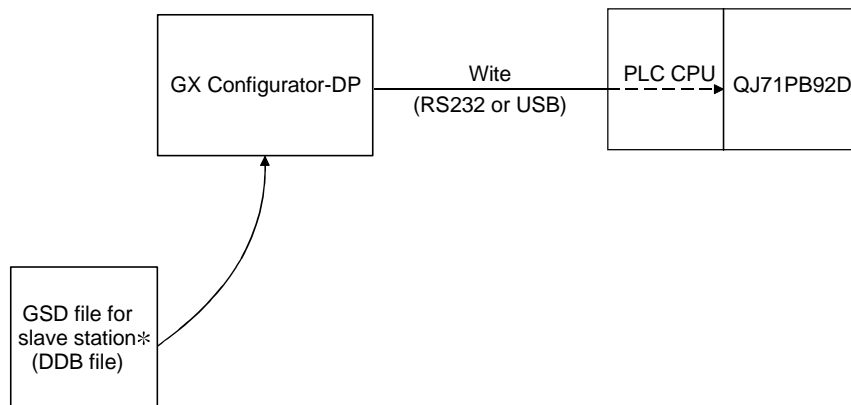 GX Configurator-DP
Wite
(RS232 or USB)
PLC CPU
QJ71PB92D
GSD file for
slave station*
(DDB file)